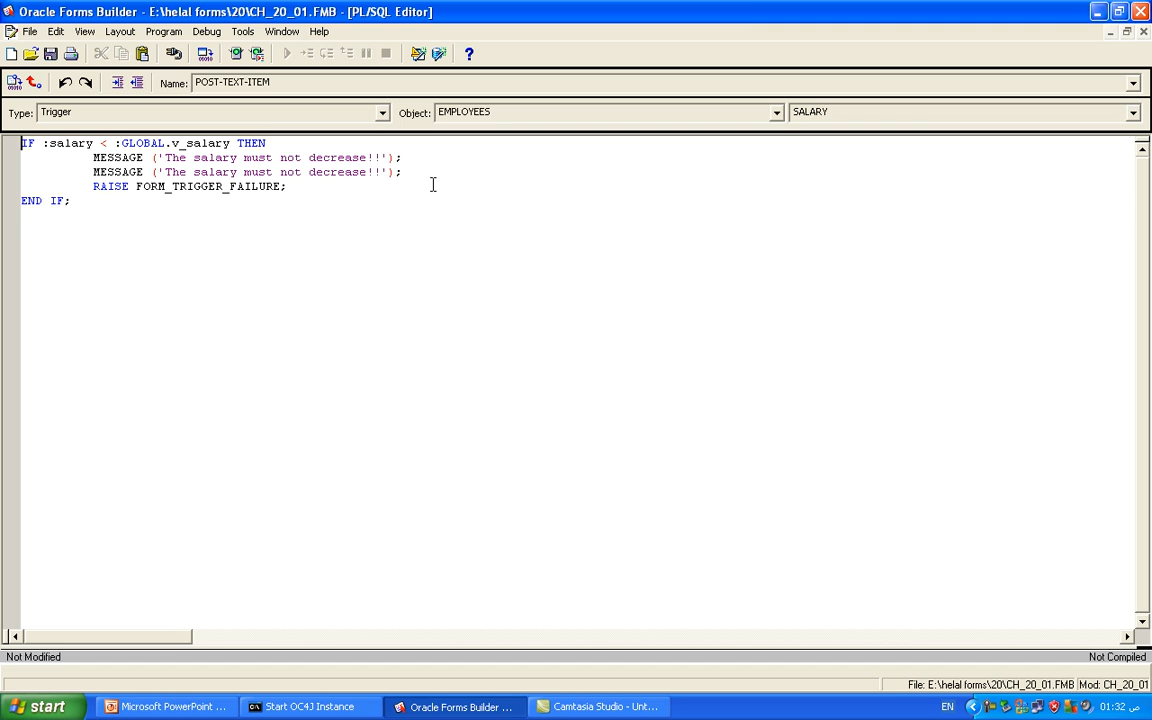 Oracle Forms Builder - E:\helal forms\20\CH_20_01.FMB - [PL/SQL Editor]
File Edit View Layout Program Debug Tools Window Help
Name: POST-TEXT-ITEM
Type: Trigger Object: EMPLOYEES SALARY
IF :salary < :GLOBAL.v_salary THEN
MESSAGE ('The salary must not decrease!!');
MESSAGE ('The salary must not decrease!!');
RAISE FORM_TRIGGER_FAILURE;
END IF;
Not Modified Not Compiled
File: E:\helal forms\20\CH_20_01.FMB Mod: CH_20_01
start Microsoft PowerPoint ... Start OC4J Instance Oracle Forms Builder ... Camtasia Studio - Unt... EN 01:32 ص